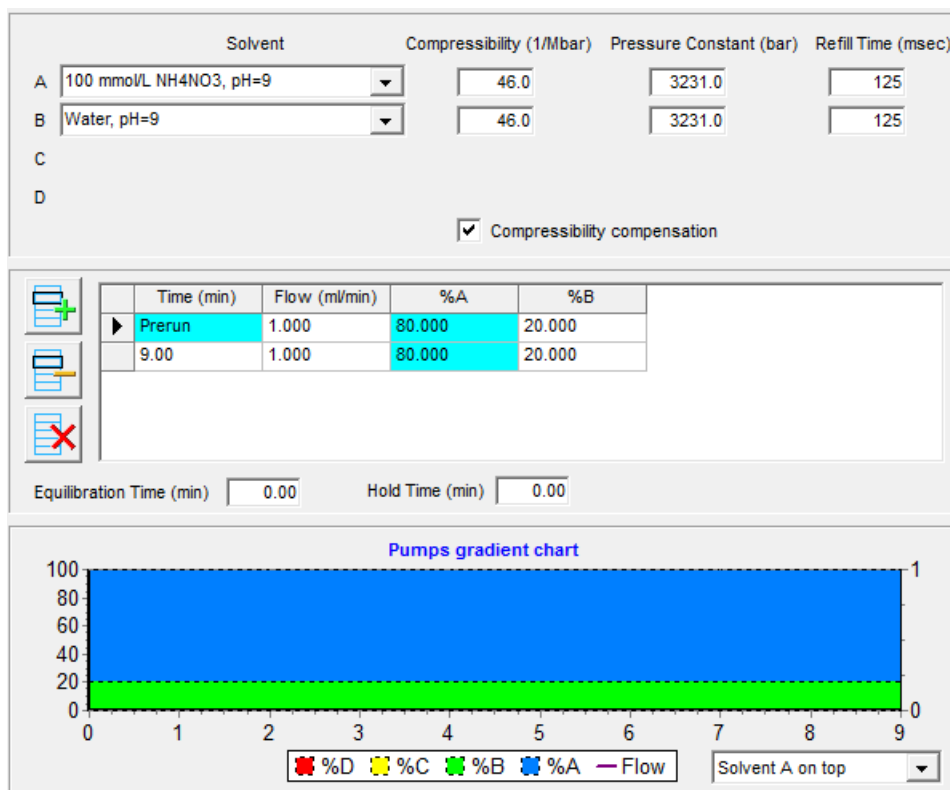 Solvent Compressibility (1/Mbar) Pressure Constant (bar) Refill Time (msec)
A 100 mmol/L NH4NO3, pH=9 46.0 3231.0 125
B Water, pH=9 46.0 3231.0 125
C
D
Compressibility compensation
Time (min) Flow (ml/min) %A %B
Prerun 1.000 80.000 20.000
9.00 1.000 80.000 20.000
Equilibration Time (min) 0.00 Hold Time (min) 0.00
Pumps gradient chart
100 1
80
60
40
20
0 0
0 1 2 3 4 5 6 7 8 9
%D %C %B %A Flow Solvent A on top